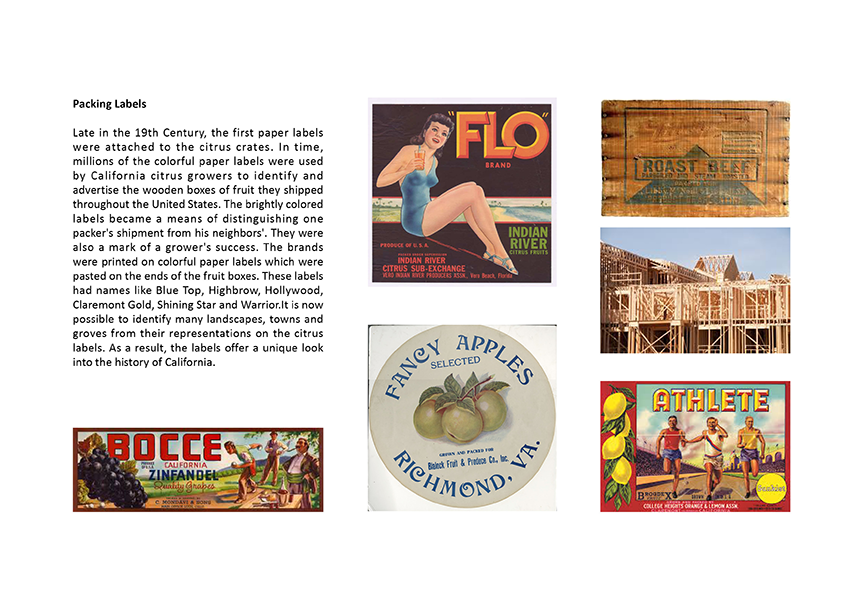 Packing Labels
Late in the 19th Century, the first paper labels
were attached to the citrus crates. In time,
millions of the colorful paper labels were used
by California citrus growers to identify and
advertise the wooden boxes of fruit they shipped
throughout the United States. The brightly colored
labels became a means of distinguishing one
packer's shipment from his neighbors'. They were
also a mark of a grower's success. The brands
were printed on colorful paper labels which were
pasted on the ends of the fruit boxes. These labels
had names like Blue Top, Highbrow, Hollywood,
Claremont Gold, Shining Star and Warrior.It is now
possible to identify many landscapes, towns and
groves from their representations on the citrus
labels. As a result, the labels offer a unique look
into the history of California.
BOCCE
CALIFORNIA
ZINFANDEL
Quality Grapes
C. MONDAVI & SONS
"FLO"
BRAND
INDIAN
RIVER
CITRUS FRUITS
PRODUCE OF U.S.A.
INDIAN RIVER
CITRUS SUB-EXCHANGE
VERO INDIAN RIVER PRODUCERS ASSN., Vero Beach, Florida
FANCY APPLES
SELECTED
GROWN AND PACKED FOR
Fruit & Produce Co., Inc.
RICHMOND, VA.
ROAST BEEF
ATHLETE
Sunkist
COLLEGE HEIGHTS ORANGE & LEMON ASSN.